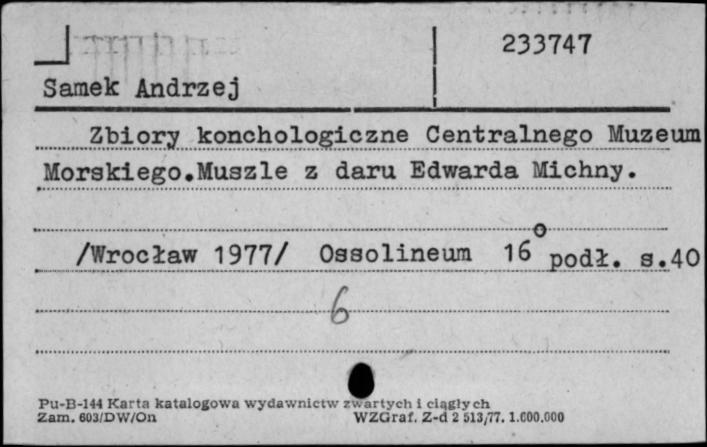 233747
Samek Andrzej
Zbiory konchologiczne Centralnego Muzeum
Morskiego.Muszle z daru Edwarda Michny.
/Wrocław 1977/ Ossolineum 16° podł. s.40
6
Pu-B-144 Karta katalogowa wydawnictw zwartych i ciągłych
Zam. 603/DW/On WZGraf. Z-d 2 513/77. 1.000.000